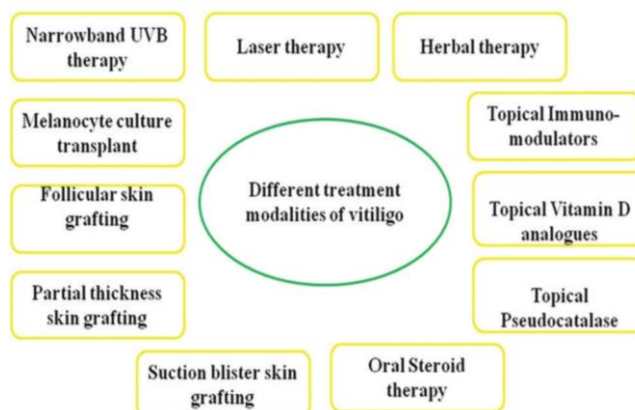 Narrowband UVB
therapy
Laser therapy
Herbal therapy
Melanocyte culture
transplant
Topical Immuno-
modulators
Follicular skin
grafting
Different treatment
modalities of vitiligo
Topical Vitamin D
analogues
Partial thickness
skin grafting
Topical
Pseudocatalase
Suction blister skin
grafting
Oral Steroid
therapy